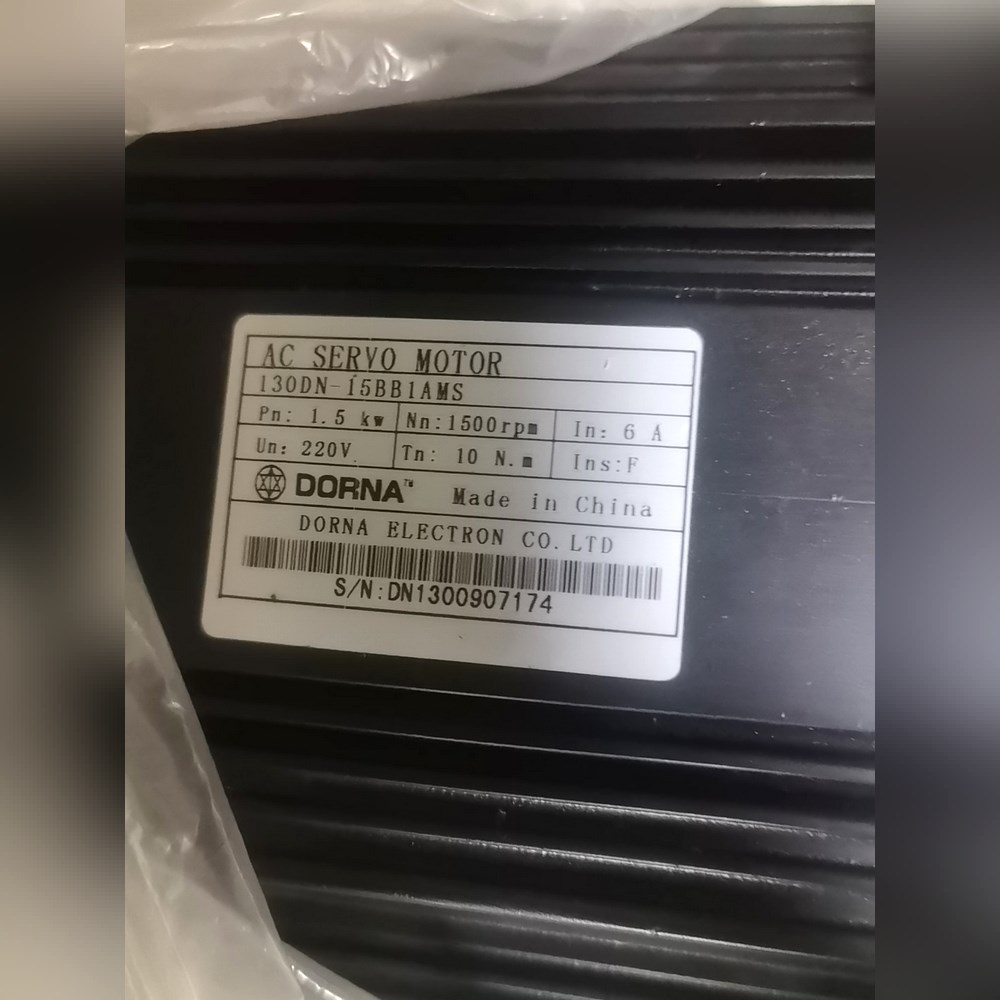 AC SERVO MOTOR
130DN-15BB1AMS
Pn: 1.5 kw Nn:1500rpm In: 6 A
Un: 220V. Tn: 10 N.m Ins:F
DORNA™ Made in China
DORNA ELECTRON CO.LTD
S/N:DN1300907174